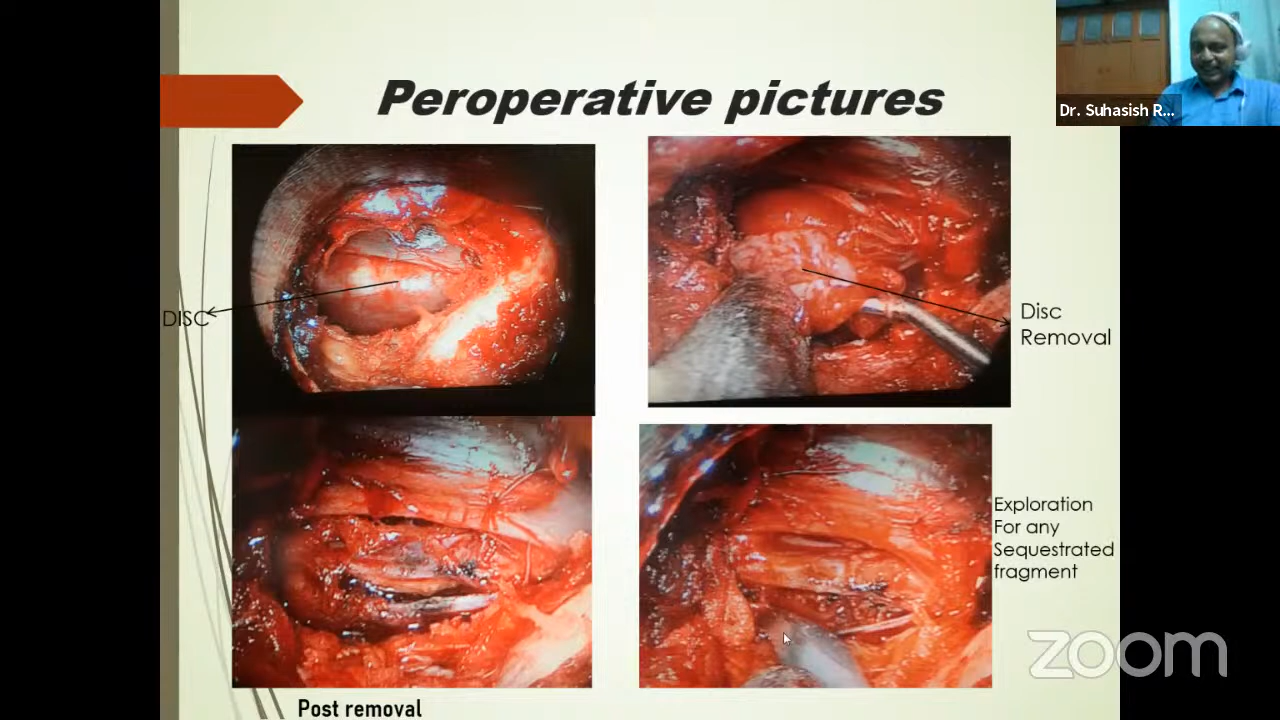 Peroperative pictures
Dr. Suhasish R...
DISC
Disc
Removal
Exploration
For any
Sequestrated
fragment
zoom
Post removal